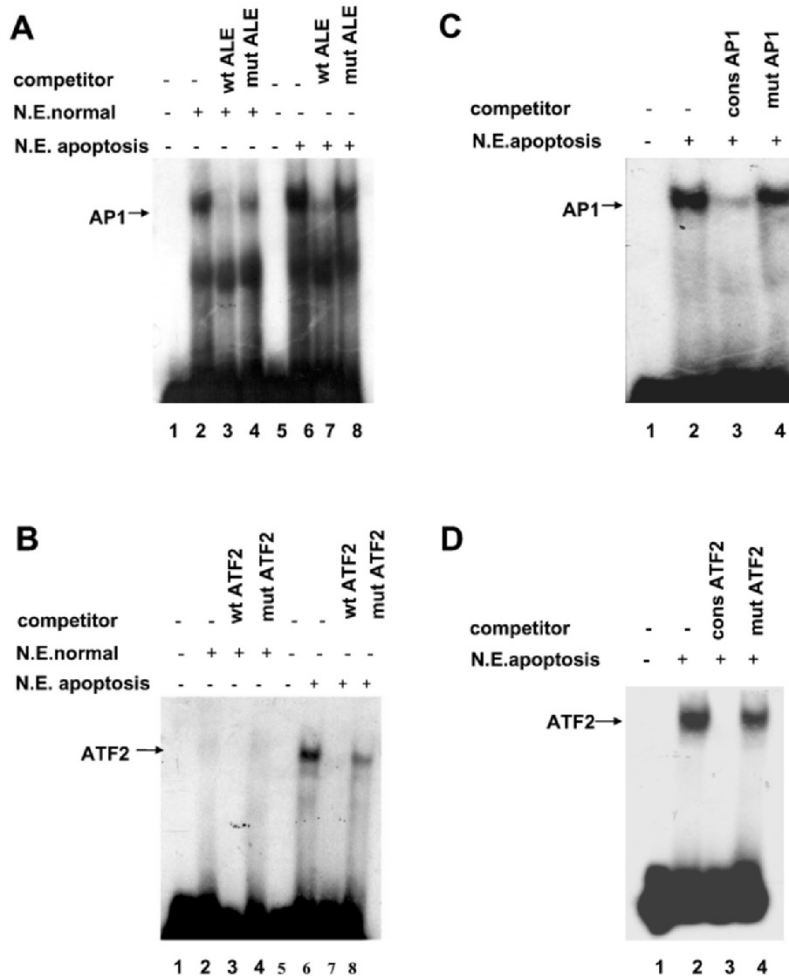 A
wt ALE
mut ALE
competitor - - - -
N.E.normal - + + + - - - -
N.E. apoptosis - - - - - + + +
wt ALE
mut ALE
AP1
1 2 3 4 5 6 7 8
C
cons AP1
mut AP1
competitor - -
N.E.apoptosis - + + +
AP1
1 2 3 4
B
wt ATF2
mut ATF2
wt ATF2
mut ATF2
competitor - - - -
N.E.normal - + + + - - - -
N.E. apoptosis - - - - - + + +
ATF2
1 2 3 4 5 6 7 8
D
cons ATF2
mut ATF2
competitor - -
N.E.apoptosis - + + +
ATF2
1 2 3 4